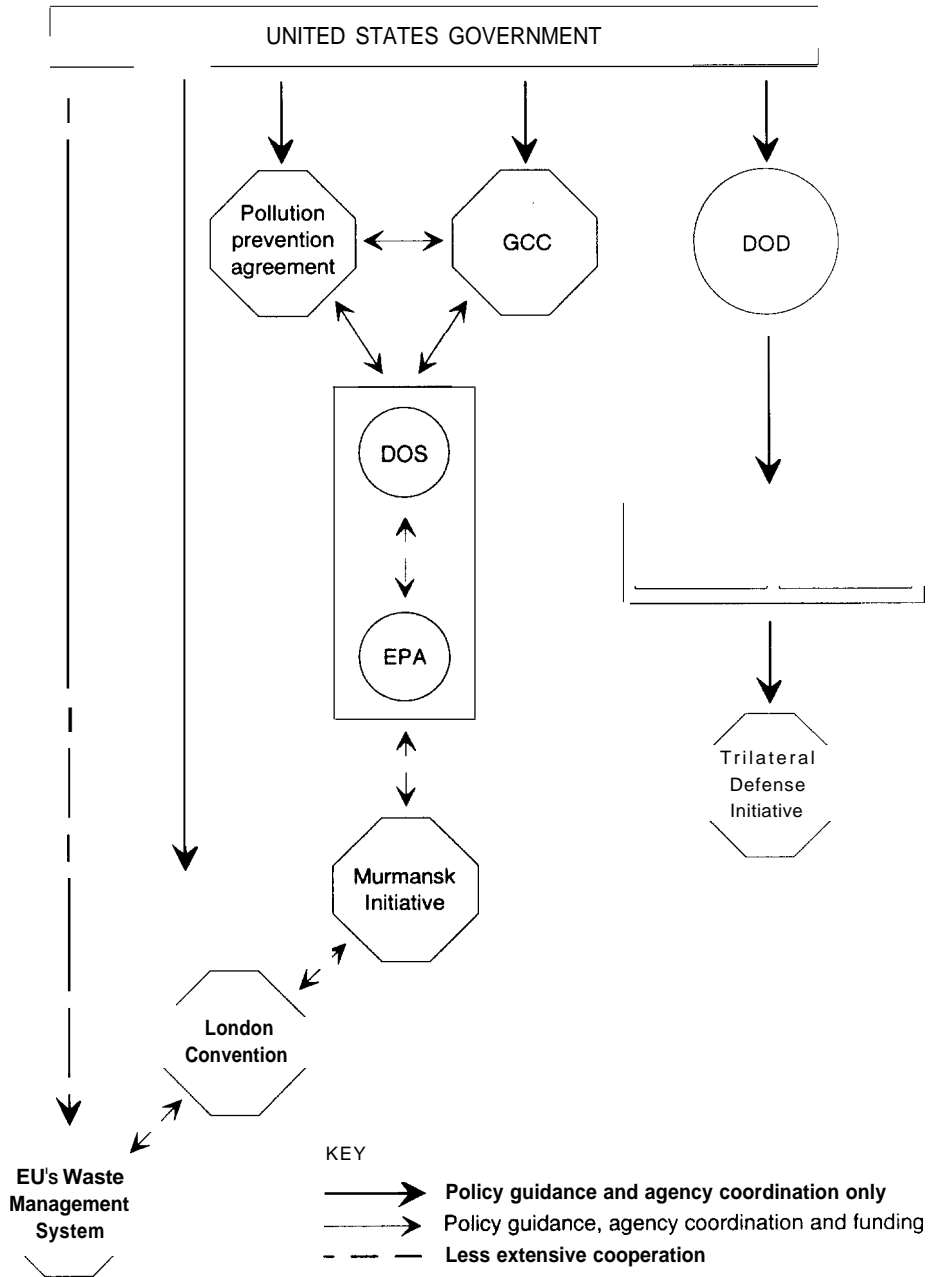 UNITED STATES GOVERNMENT
Pollution
prevention
agreement
GCC
DOD
DOS
EPA
Trilateral
Defense
Initiative
Murmansk
Initiative
London
Convention
EU's Waste
Management
System
KEY
Policy guidance and agency coordination only
Policy guidance, agency coordination and funding
Less extensive cooperation